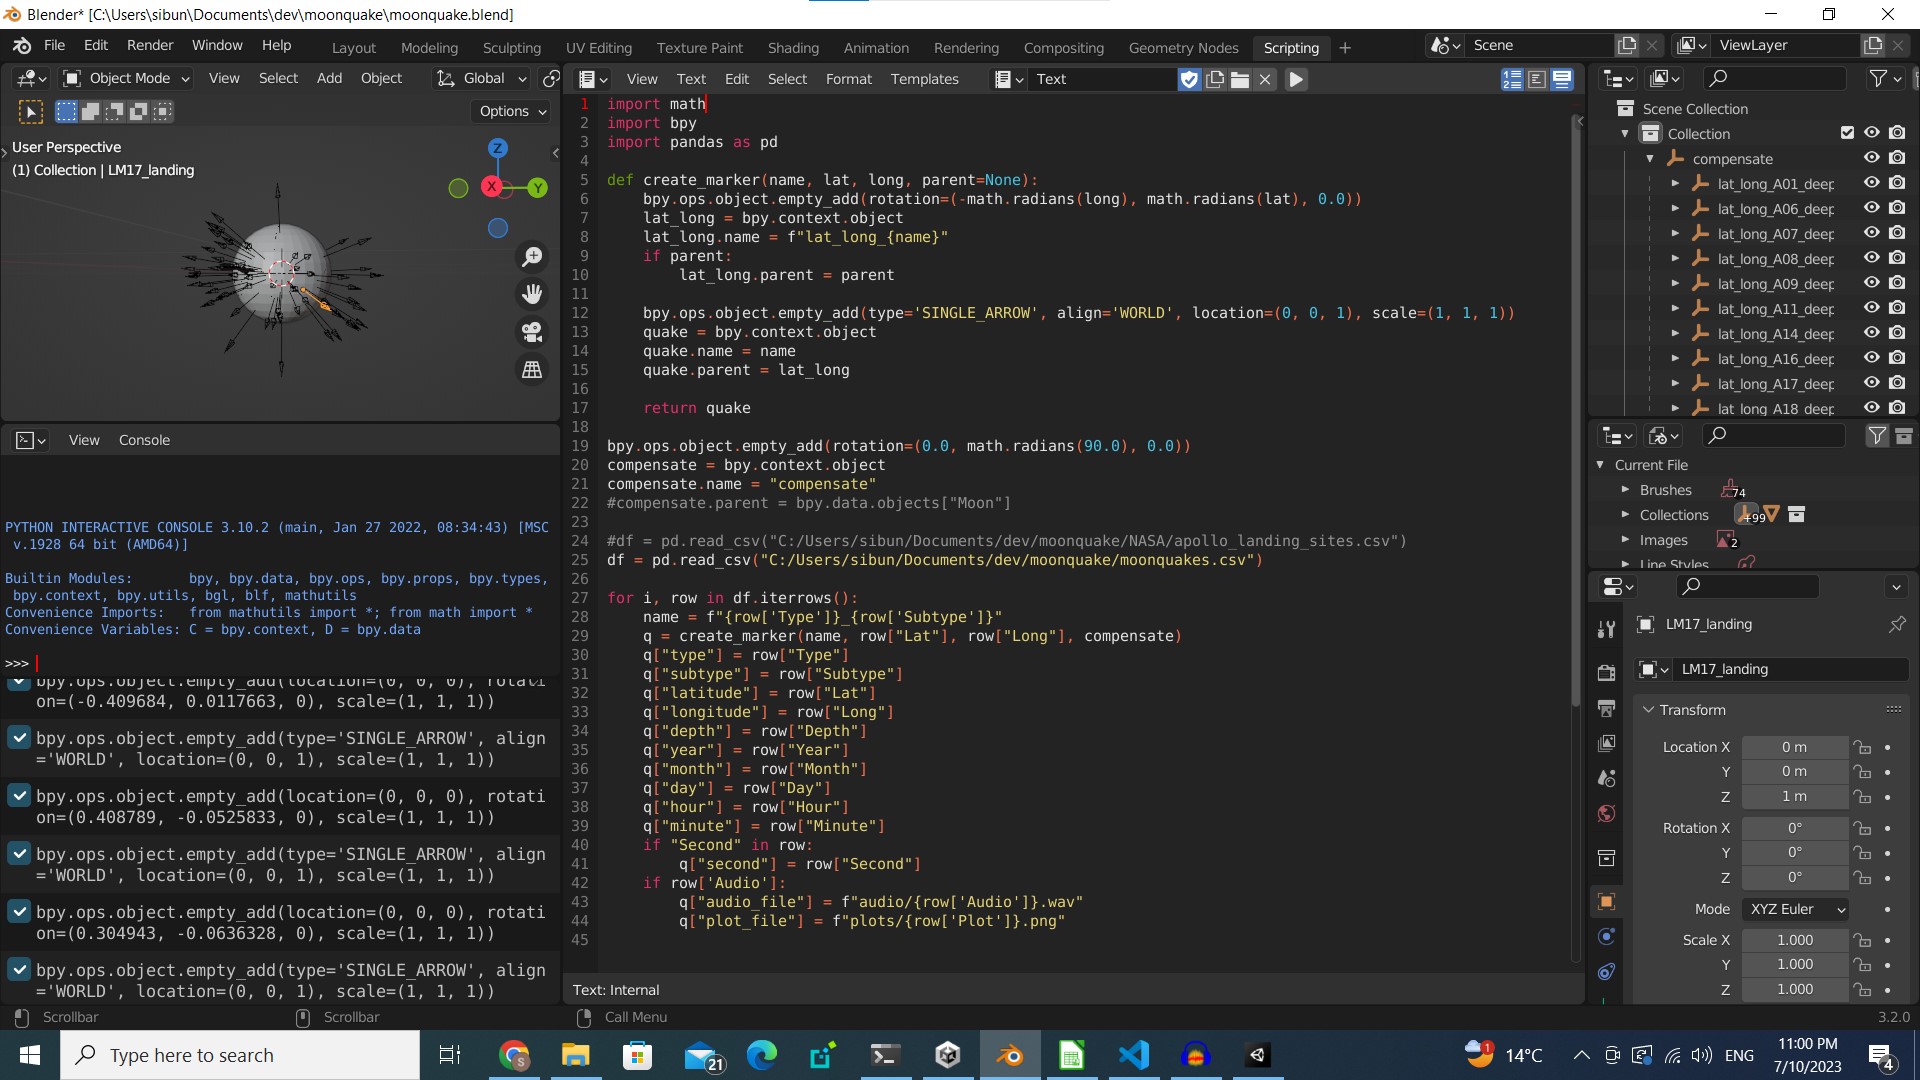 Blender* [C:\Users\sibun\Documents\dev\moonquake\moonquake.blend]
File Edit Render Window Help
Layout Modeling Sculpting UV Editing Texture Paint Shading Animation Rendering Compositing Geometry Nodes Scripting
Scene
ViewLayer
Object Mode View Select Add Object Global
Options
User Perspective
(1) Collection | LM17_landing
Z
X
Y
View Text Edit Select Format Templates Text
1 import math
2 import bpy
3 import pandas as pd
4
5 def create_marker(name, lat, long, parent=None):
6 bpy.ops.object.empty_add(rotation=(-math.radians(long), math.radians(lat), 0.0))
7 lat_long = bpy.context.object
8 lat_long.name = f"lat_long_{name}"
9 if parent:
10 lat_long.parent = parent
11
12 bpy.ops.object.empty_add(type='SINGLE_ARROW', align='WORLD', location=(0, 0, 1), scale=(1, 1, 1))
13 quake = bpy.context.object
14 quake.name = name
15 quake.parent = lat_long
16
17 return quake
18
19 bpy.ops.object.empty_add(rotation=(0.0, math.radians(90.0), 0.0))
20 compensate = bpy.context.object
21 compensate.name = "compensate"
22 #compensate.parent = bpy.data.objects["Moon"]
23
24 #df = pd.read_csv("C:/Users/sibun/Documents/dev/moonquake/NASA/apollo_landing_sites.csv")
25 df = pd.read_csv("C:/Users/sibun/Documents/dev/moonquake/moonquakes.csv")
26
27 for i, row in df.iterrows():
28 name = f"{row['Type']}_{row['Subtype']}"
29 q = create_marker(name, row["Lat"], row["Long"], compensate)
30 q["type"] = row["Type"]
31 q["subtype"] = row["Subtype"]
32 q["latitude"] = row["Lat"]
33 q["longitude"] = row["Long"]
34 q["depth"] = row["Depth"]
35 q["year"] = row["Year"]
36 q["month"] = row["Month"]
37 q["day"] = row["Day"]
38 q["hour"] = row["Hour"]
39 q["minute"] = row["Minute"]
40 if "Second" in row:
41 q["second"] = row["Second"]
42 if row['Audio']:
43 q["audio_file"] = f"audio/{row['Audio']}.wav"
44 q["plot_file"] = f"plots/{row['Plot']}.png"
45
Text: Internal
View Console
PYTHON INTERACTIVE CONSOLE 3.10.2 (main, Jan 27 2022, 08:34:43) [MSC
v.1928 64 bit (AMD64)]
Builtin Modules: bpy, bpy.data, bpy.ops, bpy.props, bpy.types,
bpy.context, bpy.utils, bgl, blf, mathutils
Convenience Imports: from mathutils import *; from math import *
Convenience Variables: C = bpy.context, D = bpy.data
>>>
bpy.ops.object.empty_add(location=(0, 0, 0), rotati
on=(-0.409684, 0.0117663, 0), scale=(1, 1, 1))
bpy.ops.object.empty_add(type='SINGLE_ARROW', align
='WORLD', location=(0, 0, 1), scale=(1, 1, 1))
bpy.ops.object.empty_add(location=(0, 0, 0), rotati
on=(0.408789, -0.0525833, 0), scale=(1, 1, 1))
bpy.ops.object.empty_add(type='SINGLE_ARROW', align
='WORLD', location=(0, 0, 1), scale=(1, 1, 1))
bpy.ops.object.empty_add(location=(0, 0, 0), rotati
on=(0.304943, -0.0636328, 0), scale=(1, 1, 1))
bpy.ops.object.empty_add(type='SINGLE_ARROW', align
='WORLD', location=(0, 0, 1), scale=(1, 1, 1))
Scene Collection
Collection
compensate
lat_long_A01_deep
lat_long_A06_deep
lat_long_A07_deep
lat_long_A08_deep
lat_long_A09_deep
lat_long_A11_deep
lat_long_A14_deep
lat_long_A16_deep
lat_long_A17_deep
lat_long_A18_deep
Current File
Brushes 74
Collections +99
Images 2
Line Styles
LM17_landing
LM17_landing
Transform
Location X 0 m
Y 0 m
Z 1 m
Rotation X 0°
Y 0°
Z 0°
Mode XYZ Euler
Scale X 1.000
Y 1.000
Z 1.000
Scrollbar Scrollbar Call Menu 3.2.0
Type here to search
S
21
1
14°C
ENG
11:00 PM
7/10/2023
4